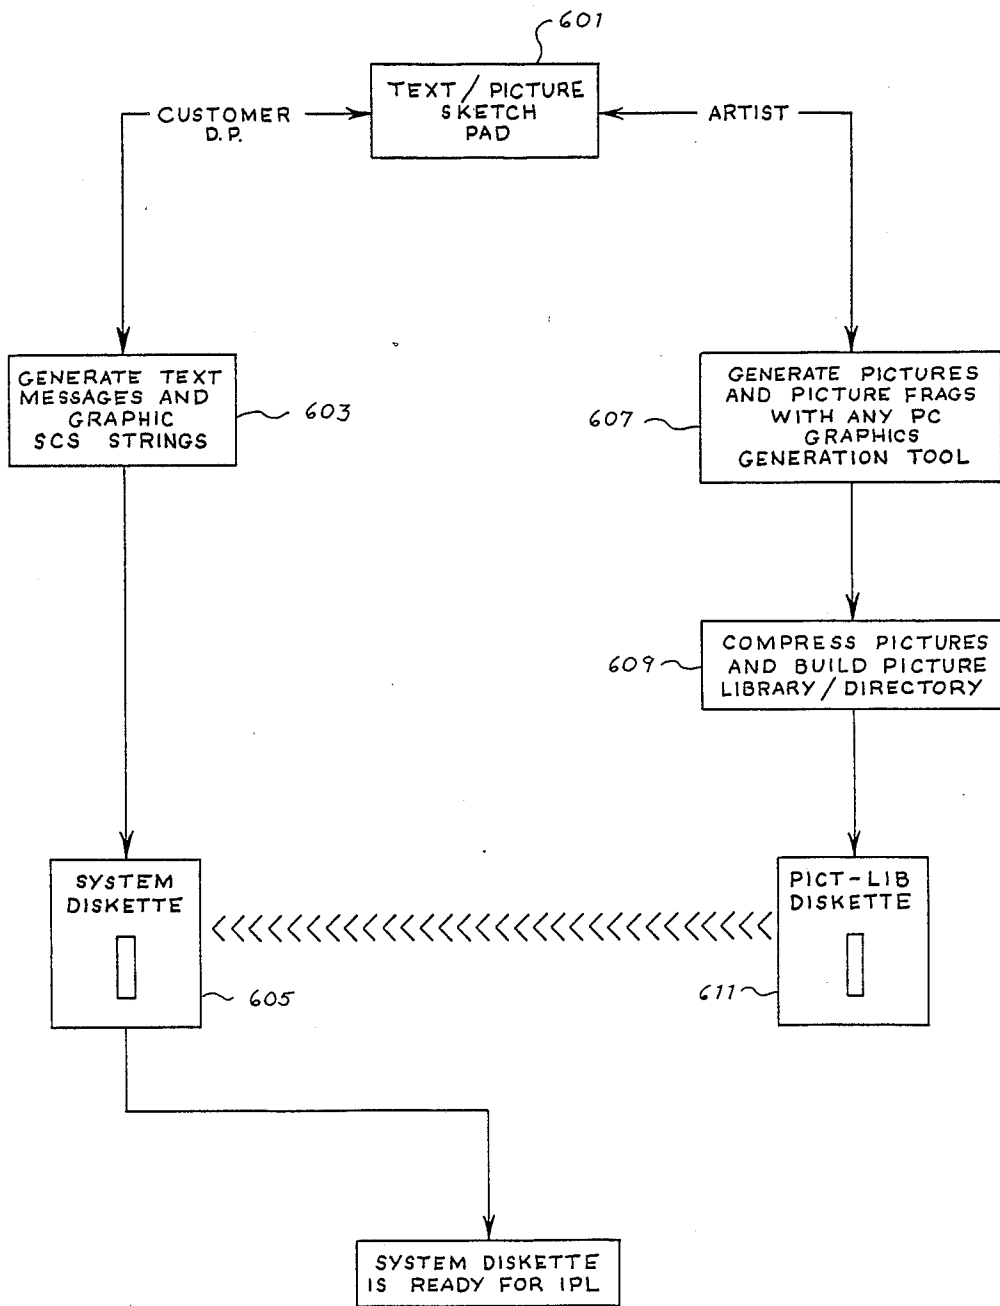 601
TEXT / PICTURE
SKETCH
PAD
CUSTOMER
D.P.
ARTIST
GENERATE TEXT
MESSAGES AND
GRAPHIC
SCS STRINGS
603
GENERATE PICTURES
AND PICTURE FRAGS
WITH ANY PC
GRAPHICS
GENERATION TOOL
607
COMPRESS PICTURES
AND BUILD PICTURE
LIBRARY / DIRECTORY
609
SYSTEM
DISKETTE
605
PICT-LIB
DISKETTE
611
SYSTEM DISKETTE
IS READY FOR IPL